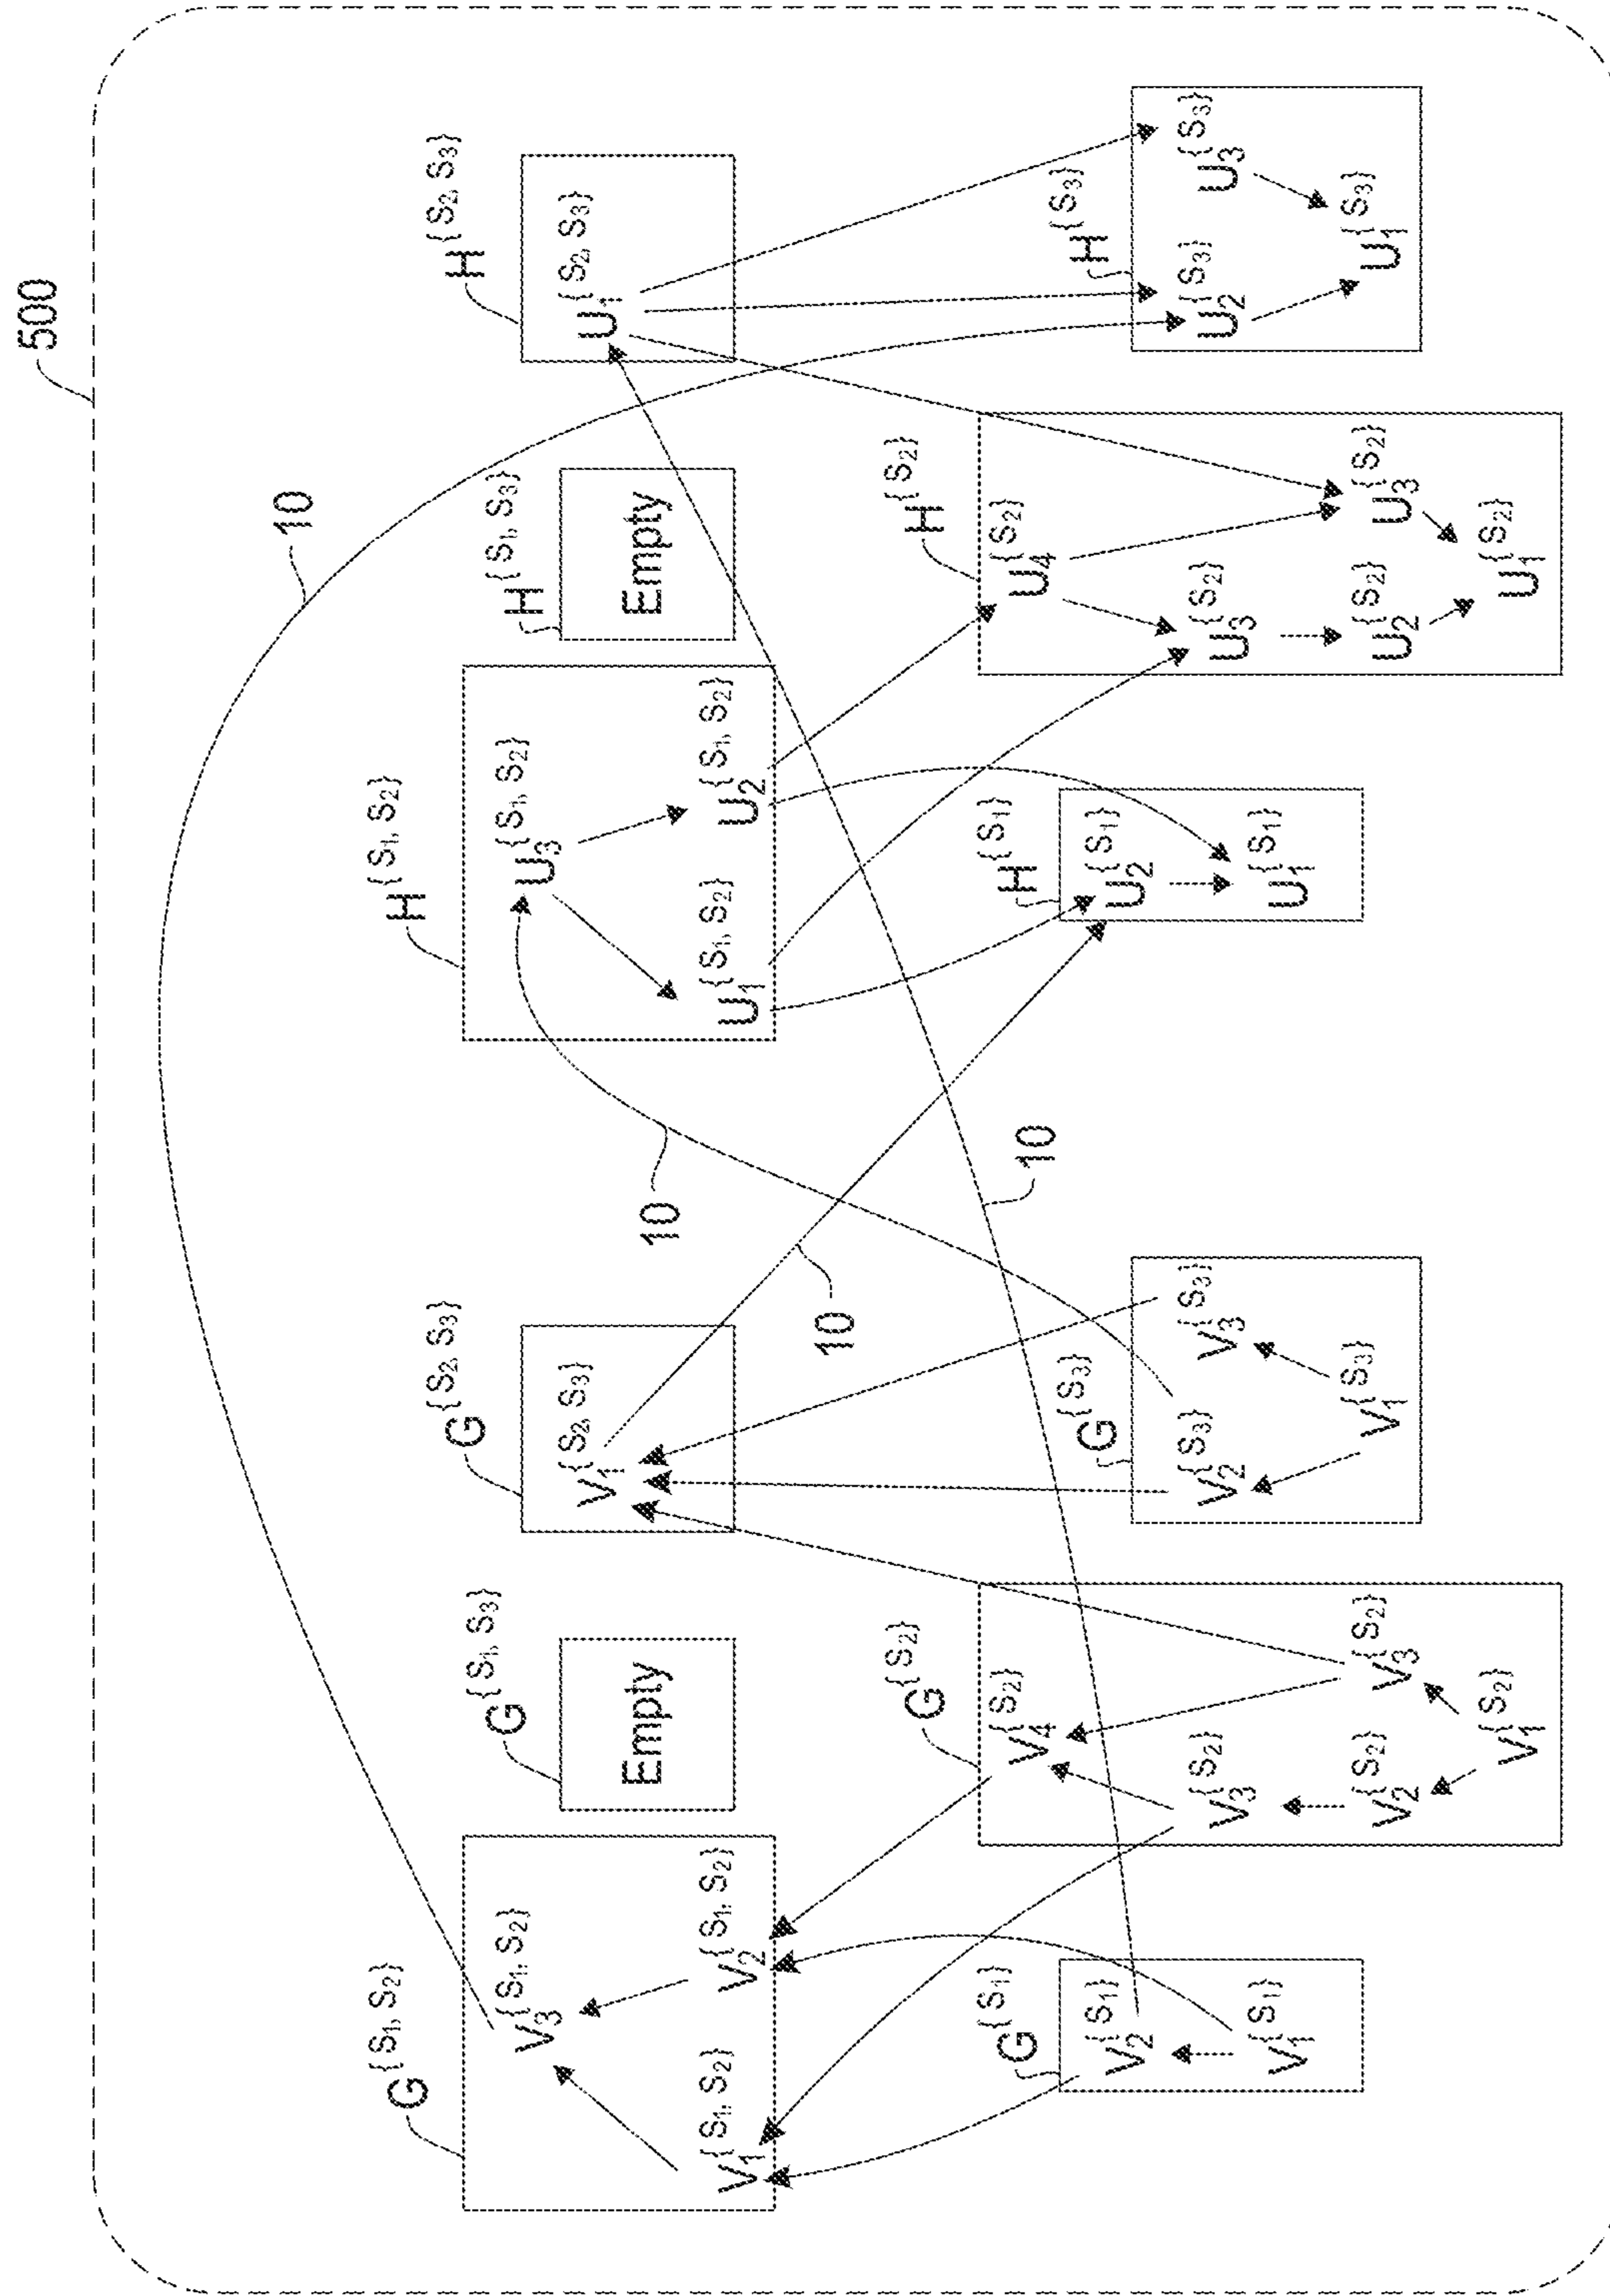 500
10
G{S1, S2}
V3{S1, S2}
V1{S1, S2}
V2{S1, S2}
G{S1, S3}
Empty
G{S2, S3}
V1{S2, S3}
10
10
H{S1, S2}
U3{S1, S2}
U1{S1, S2}
U2{S1, S2}
H{S1, S3}
Empty
H{S2, S3}
U1{S2, S3}
G{S1}
V2{S1}
V1{S1}
G{S2}
V4{S2}
V3{S2}
V2{S2}
V3{S2}
V1{S2}
G{S3}
V2{S3}
V3{S3}
V1{S3}
10
H{S1}
U2{S1}
U1{S1}
H{S2}
U4{S2}
U3{S2}
U2{S2}
U3{S2}
U1{S2}
H{S3}
U2{S3}
U3{S3}
U1{S3}